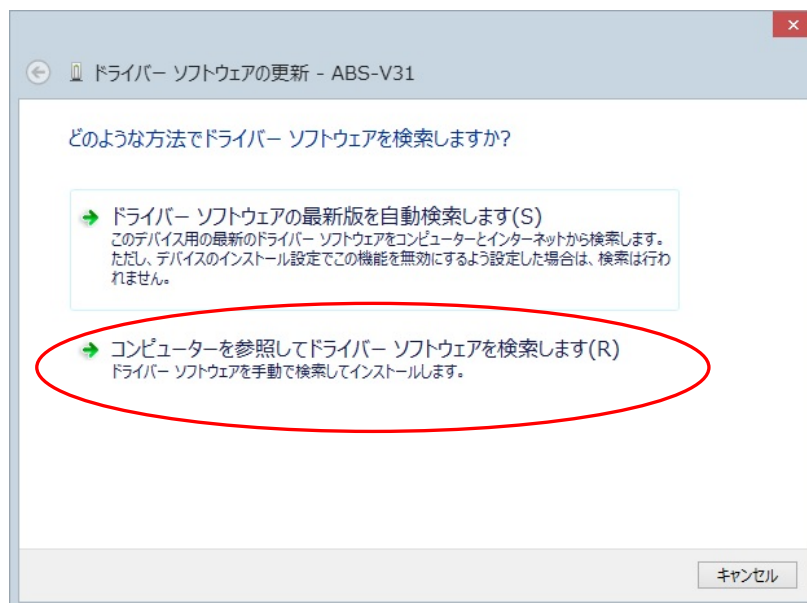 ドライバー ソフトウェアの更新 - ABS-V31
どのような方法でドライバー ソフトウェアを検索しますか?
ドライバー ソフトウェアの最新版を自動検索します(S)
このデバイス用の最新のドライバー ソフトウェアをコンピューターとインターネットから検索します。
ただし、デバイスのインストール設定でこの機能を無効にするよう設定した場合は、検索は行わ
れません。
コンピューターを参照してドライバー ソフトウェアを検索します(R)
ドライバー ソフトウェアを手動で検索してインストールします。
キャンセル